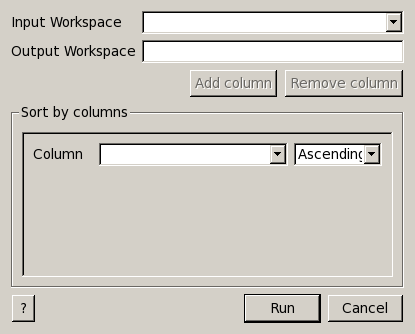 Input Workspace
Output Workspace
Add column Remove column
Sort by columns
Column Ascending
? Run Cancel